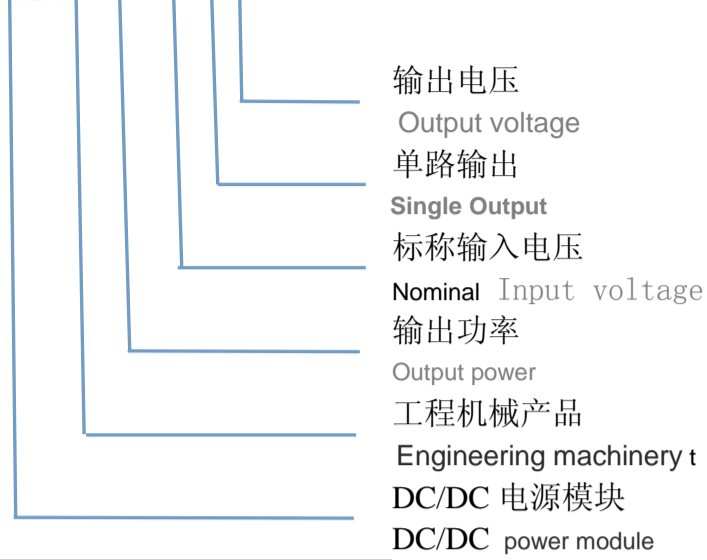 输出电压
Output voltage
单路输出
Single Output
标称输入电压
Nominal Input voltage
输出功率
Output power
工程机械产品
Engineering machinery t
DC/DC 电源模块
DC/DC power module